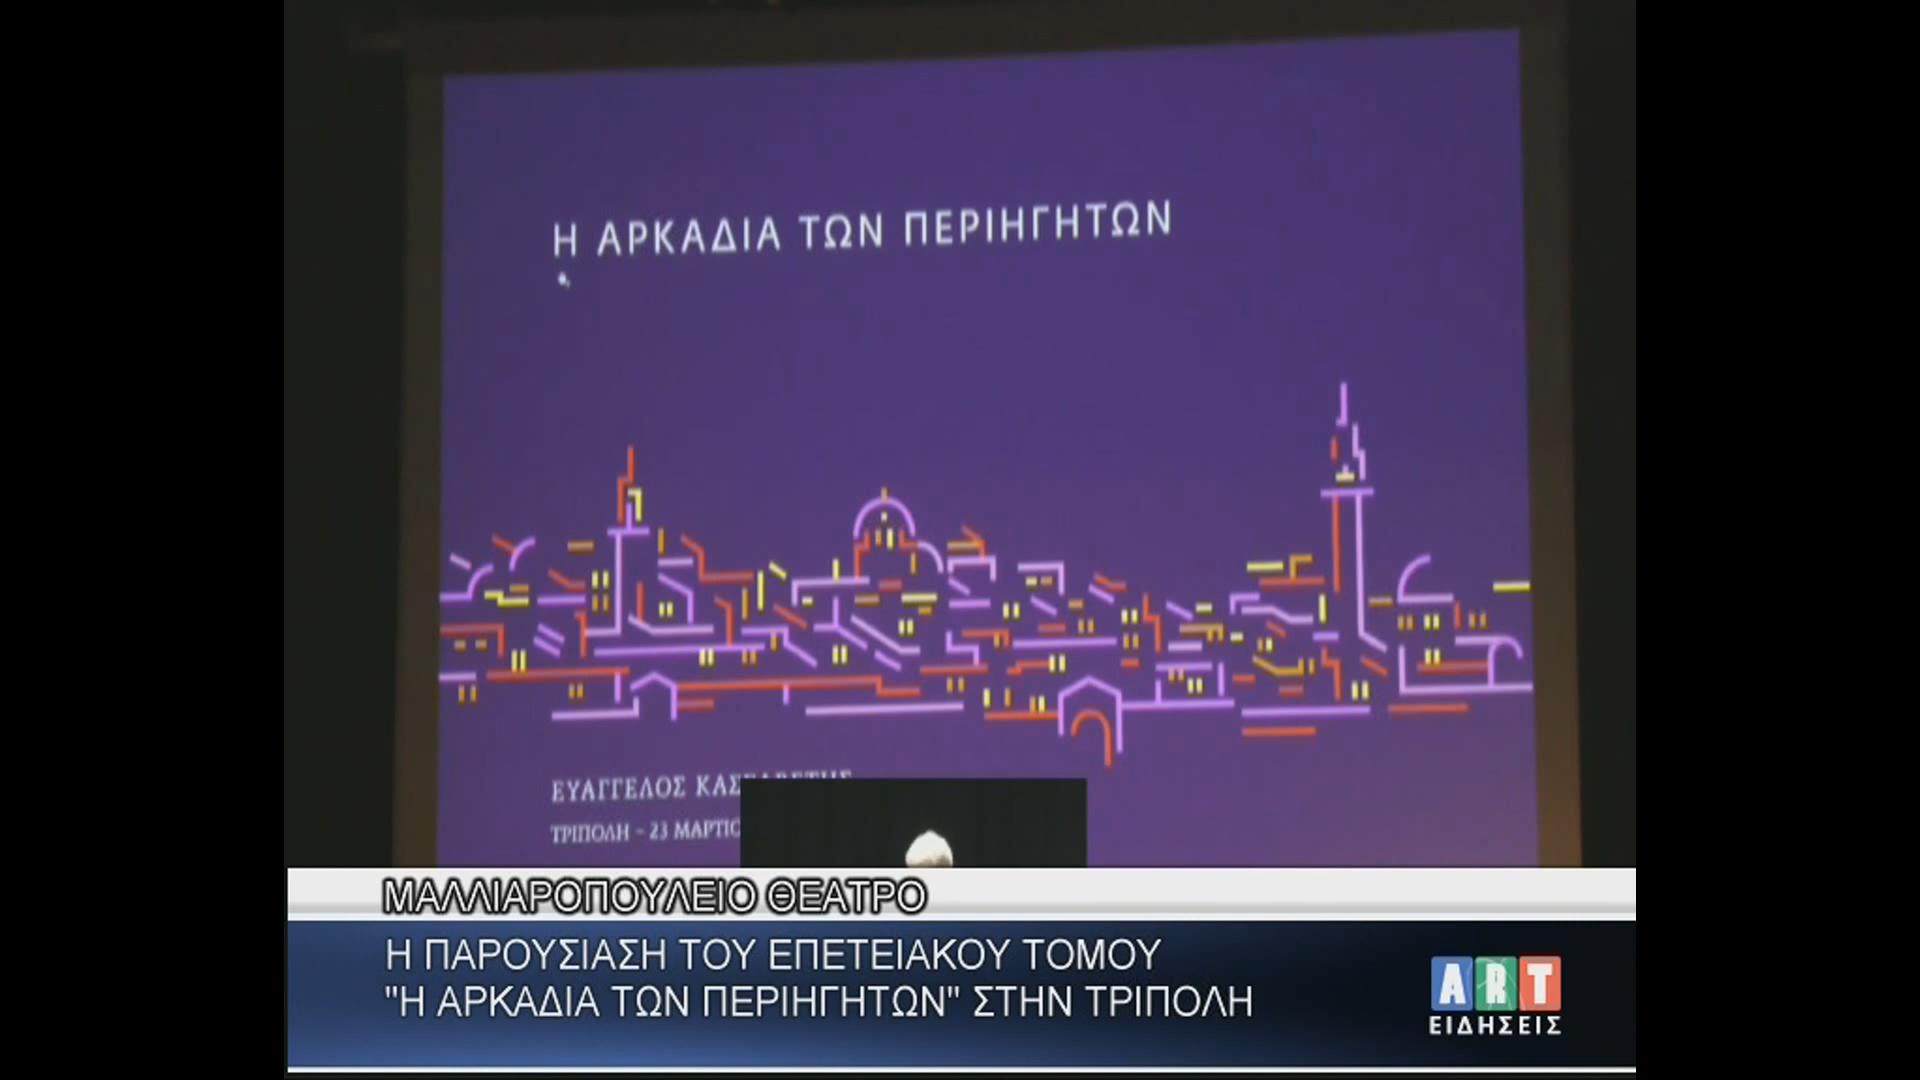 Η ΑΡΚΑΔΙΑ ΤΩΝ ΠΕΡΙΗΓΗΤΩΝ
ΕΥΑΓΓΕΛΟΣ
ΤΡΙΠΟΛΗ - 23
ΜΑΛΛΙΑΡΟΠΟΥΛΕΙΟ ΘΕΑΤΡΟ
Η ΠΑΡΟΥΣΙΑΣΗ ΤΟΥ ΕΠΕΤΕΙΑΚΟΥ ΤΟΜΟΥ
"Η ΑΡΚΑΔΙΑ ΤΩΝ ΠΕΡΙΗΓΗΤΩΝ" ΣΤΗΝ ΤΡΙΠΟΛΗ
ART
ΕΙΔΗΣΕΙΣ